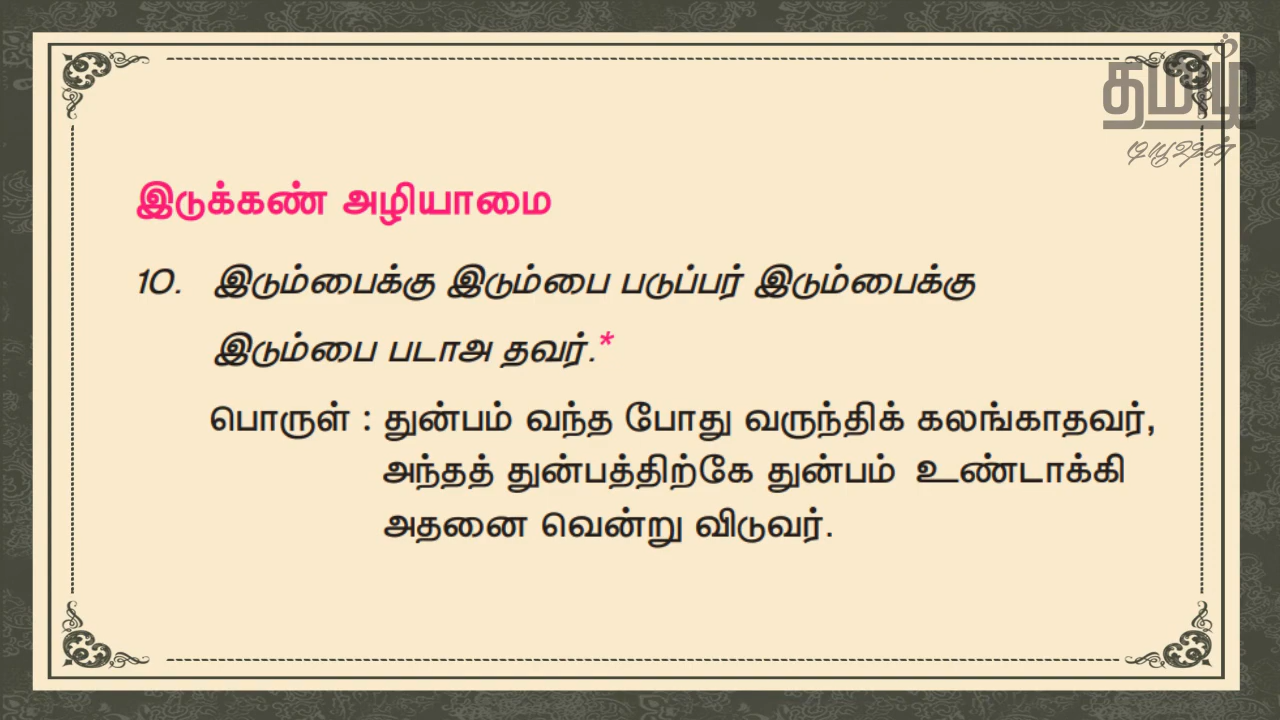 தமிழ்
டியூஷன்
இடுக்கண் அழியாமை
10. இடும்பைக்கு இடும்பை படுப்பர் இடும்பைக்கு
இடும்பை படாஅ தவர்.*
பொருள் : துன்பம் வந்த போது வருந்திக் கலங்காதவர்,
அந்தத் துன்பத்திற்கே துன்பம் உண்டாக்கி
அதனை வென்று விடுவர்.